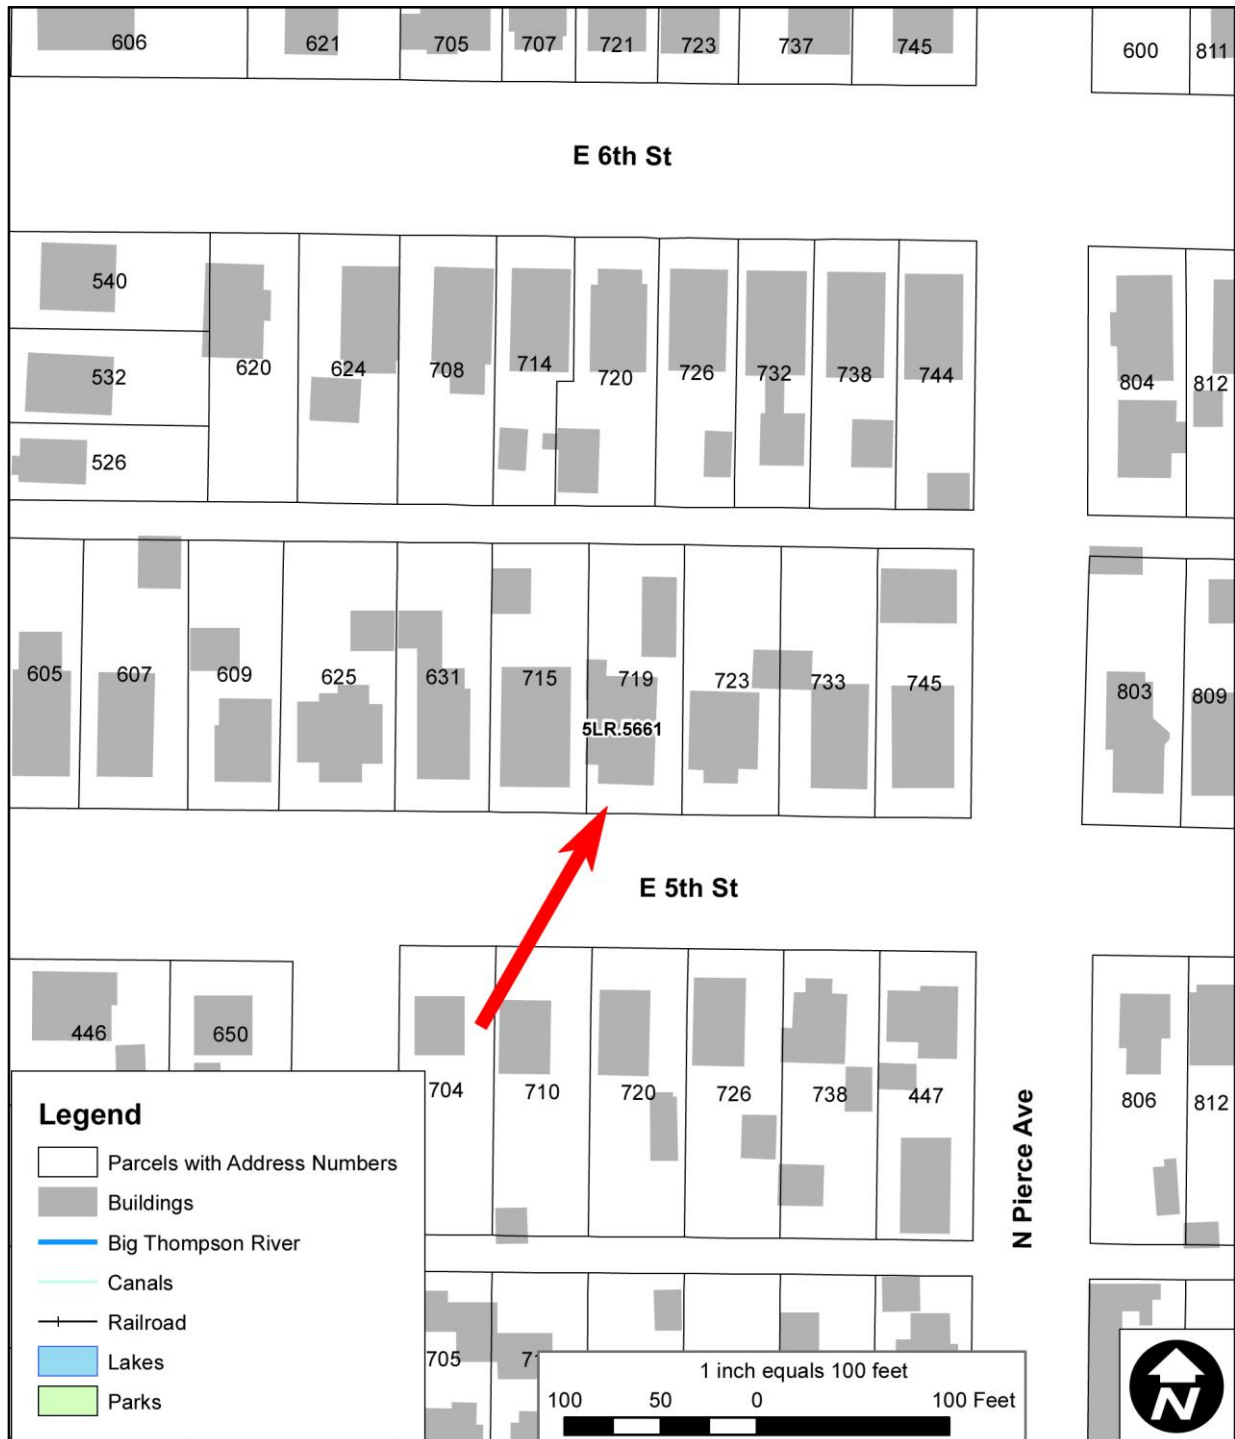 606 621 705 707 721 723 737 745 600 811
E 6th St
540
532
526
620 624 708 714 720 726 732 738 744 804 812
605 607 609 625 631 715 719 723 733 745 803 809
5LR.5661
E 5th St
446 650
704 710 720 726 738 447 806 812
N Pierce Ave
705
Legend
Parcels with Address Numbers
Buildings
Big Thompson River
Canals
Railroad
Lakes
Parks
1 inch equals 100 feet
100 50 0 100 Feet
N